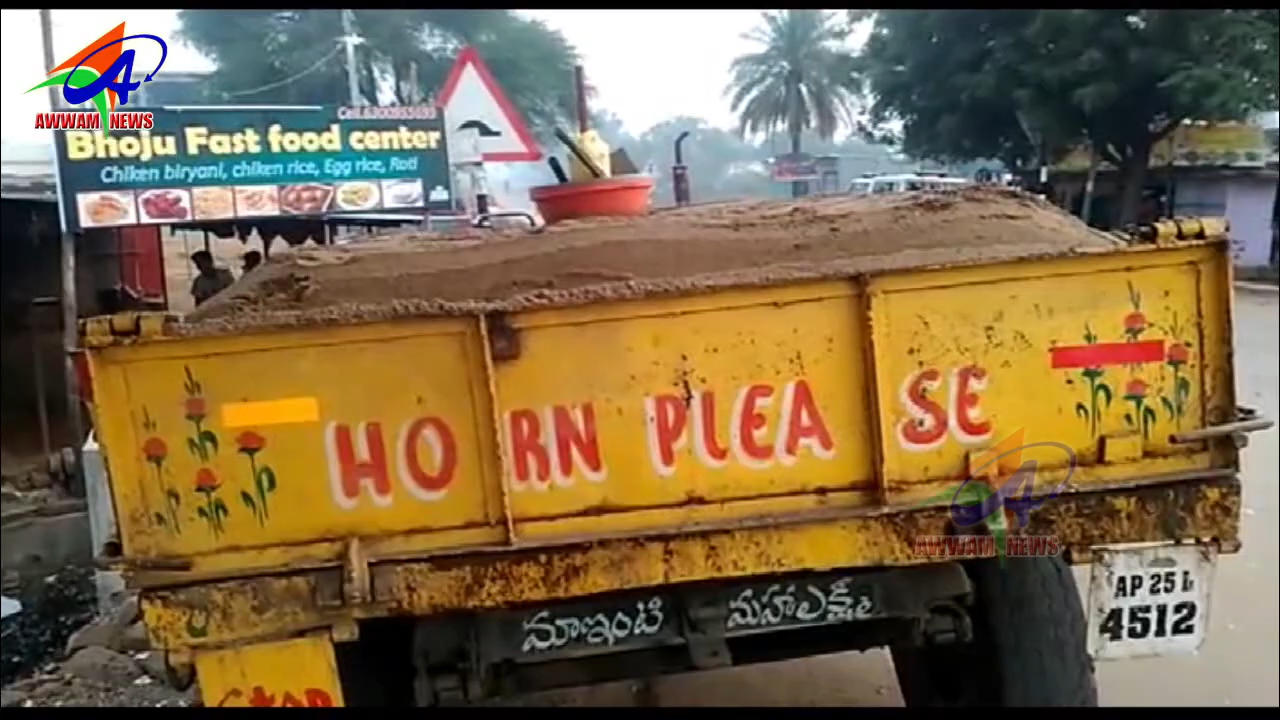 AWWAM NEWS
Bhoju Fast food center
Chiken biryani, chiken rice, Egg rice, Roti
HORN PLEASE
AWWAM NEWS
మాఇంటి మహాలక్ష్మి
AP 25 L
4512
STOP